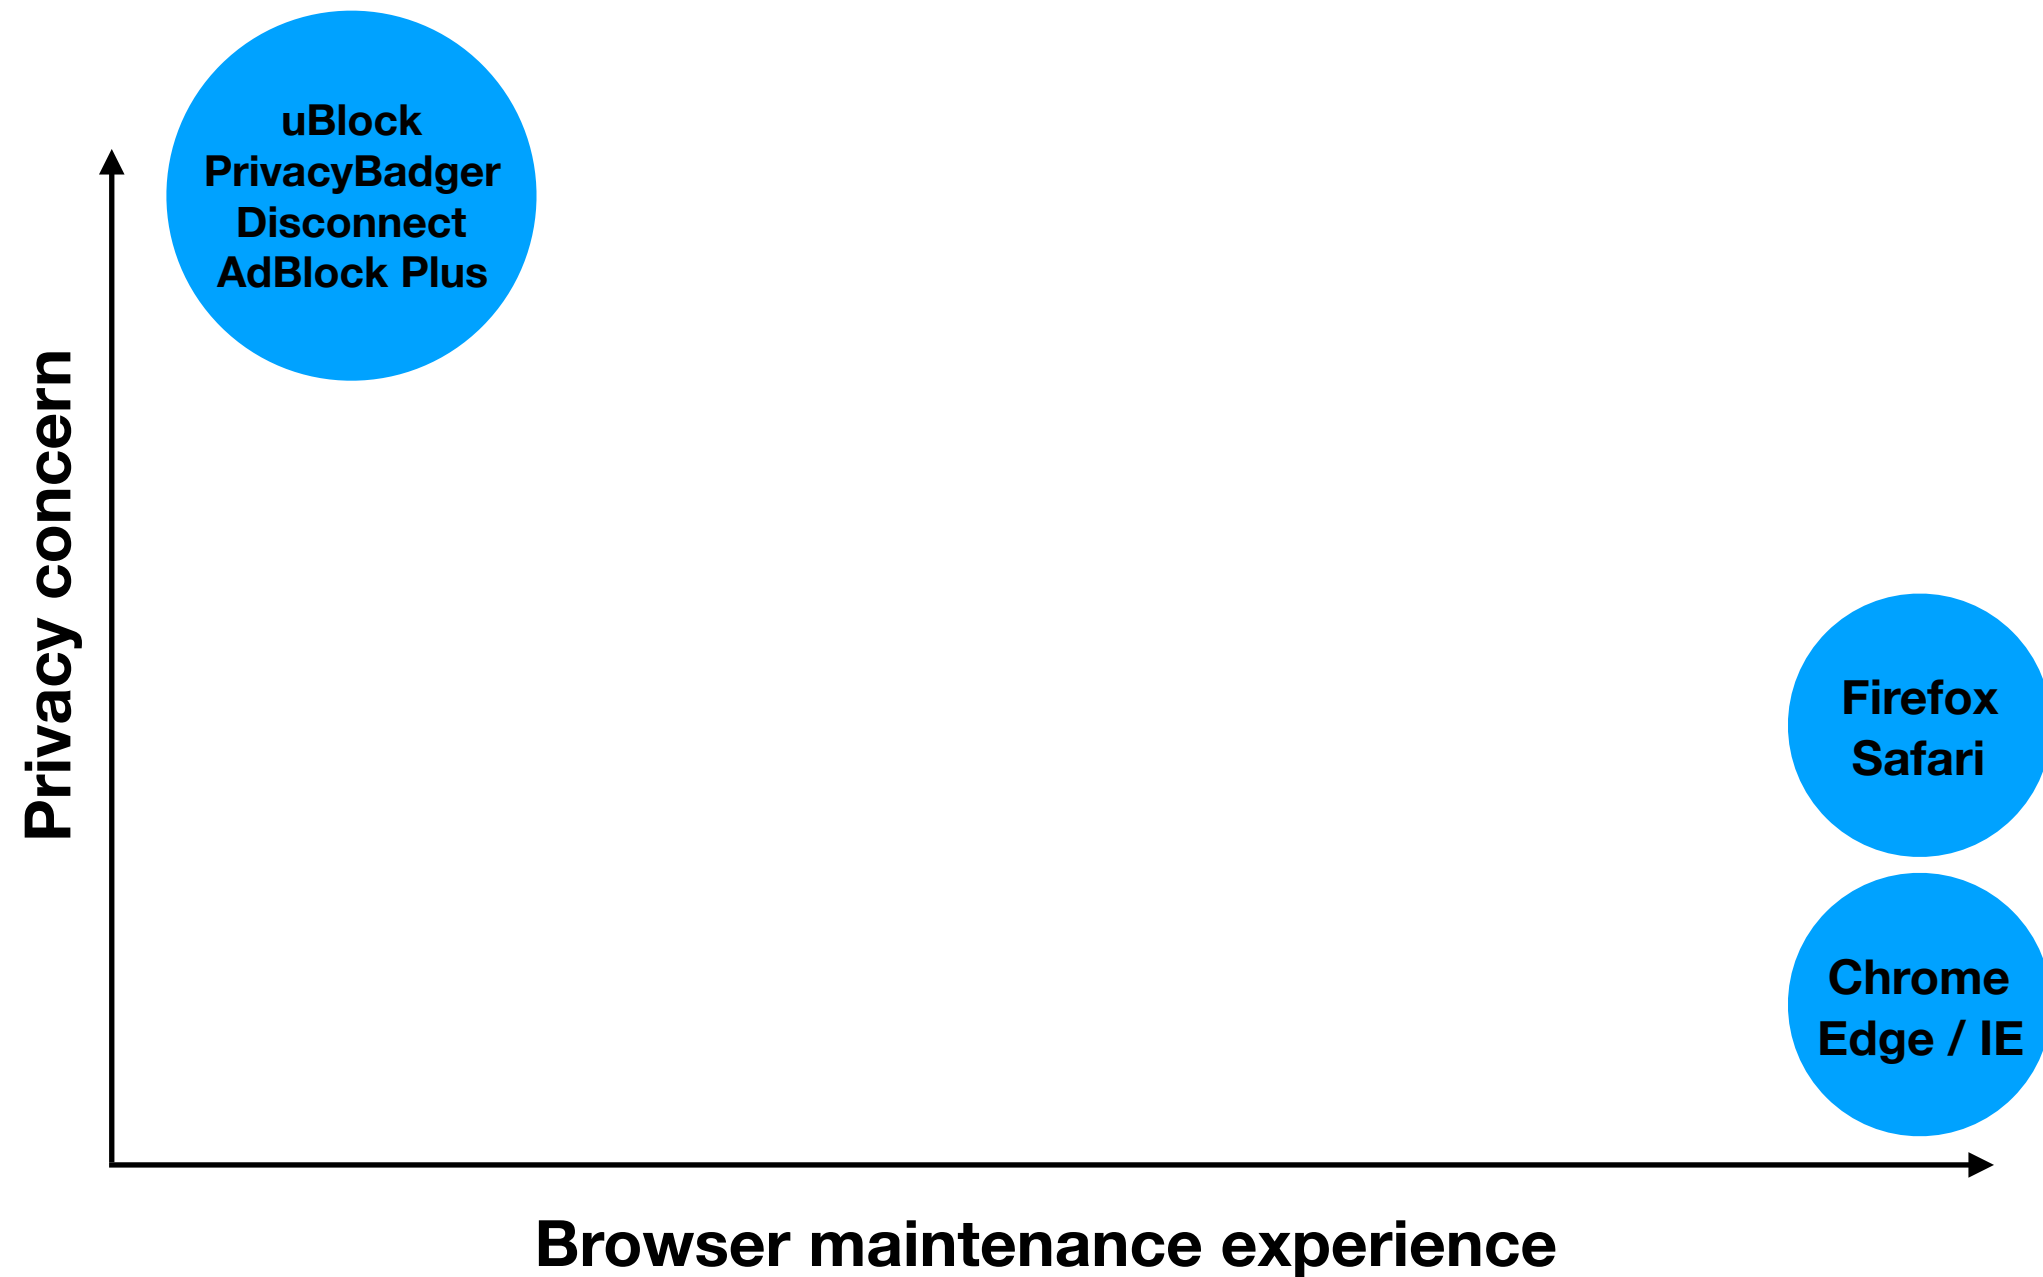 uBlock
PrivacyBadger
Disconnect
AdBlock Plus
Privacy concern
Firefox
Safari
Chrome
Edge / IE
Browser maintenance experience